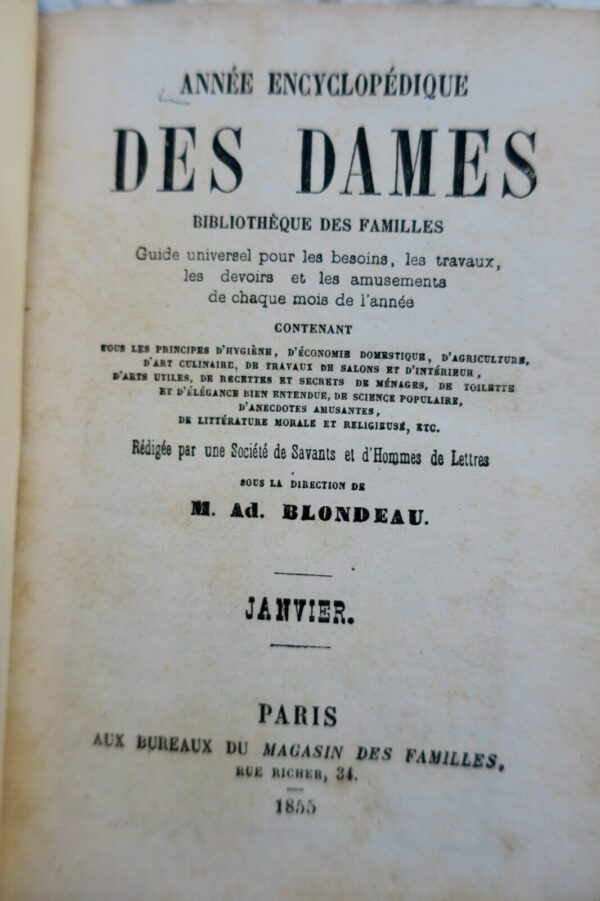 ANNÉE ENCYCLOPÉDIQUE
DES DAMES
BIBLIOTHÈQUE DES FAMILLES
Guide universel pour les besoins, les travaux,
les devoirs et les amusements
de chaque mois de l'année
CONTENANT
TOUS LES PRINCIPES D'HYGIÈNE, D'ÉCONOMIE DOMESTIQUE, D'AGRICULTURE,
D'ART CULINAIRE, DE TRAVAUX DE SALONS ET D'INTÉRIEUR,
D'ARTS UTILES, DE RECETTES ET SECRETS DE MÉNAGES, DE TOILETTE
ET D'ÉLÉGANCE BIEN ENTENDUE, DE SCIENCE POPULAIRE,
D'ANECDOTES AMUSANTES,
DE LITTÉRATURE MORALE ET RELIGIEUSE, ETC.
Rédigée par une Société de Savants et d'Hommes de Lettres
SOUS LA DIRECTION DE
M. Ad. BLONDEAU.
JANVIER.
PARIS
AUX BUREAUX DU MAGASIN DES FAMILLES,
RUE RICHER, 34.
1855